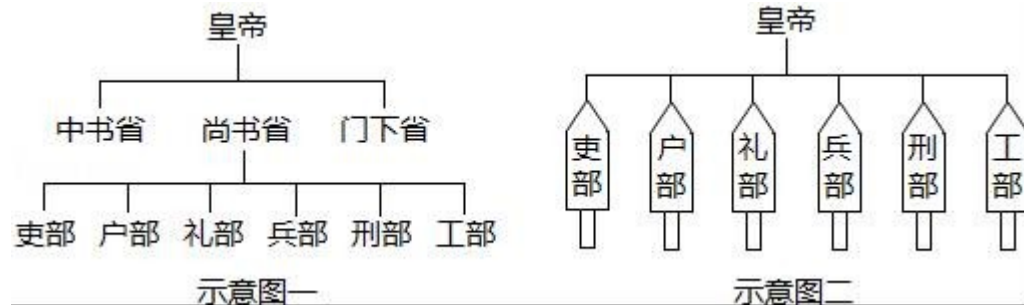 皇帝
中书省 尚书省 门下省
吏部 户部 礼部 兵部 刑部 工部
示意图一
皇帝
吏部 户部 礼部 兵部 刑部 工部
示意图二